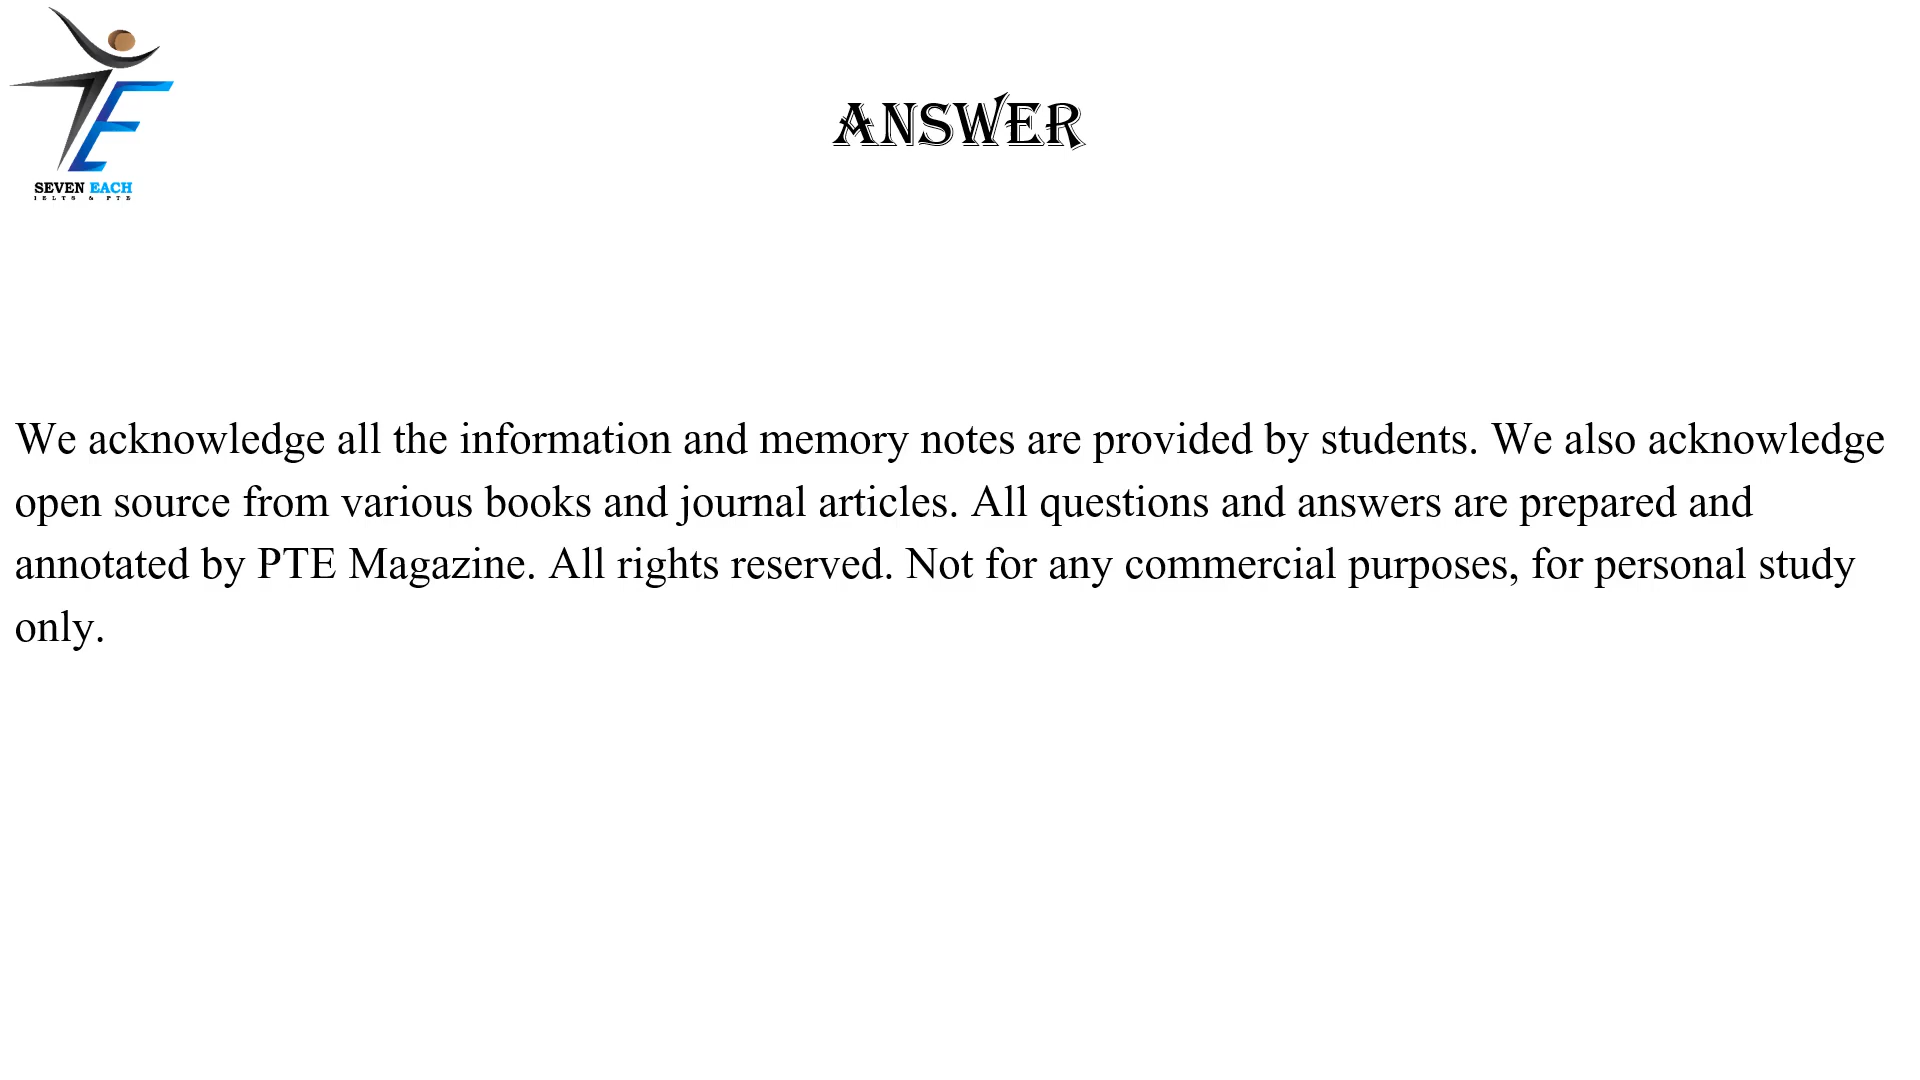 ANSWER
SEVEN EACH
IELTS & PTE
We acknowledge all the information and memory notes are provided by students. We also acknowledge
open source from various books and journal articles. All questions and answers are prepared and
annotated by PTE Magazine. All rights reserved. Not for any commercial purposes, for personal study
only.